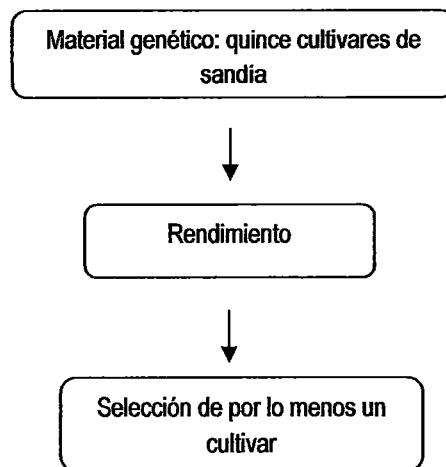 Material genético: quince cultivares de
sandía
Rendimiento
Selección de por lo menos un
cultivar